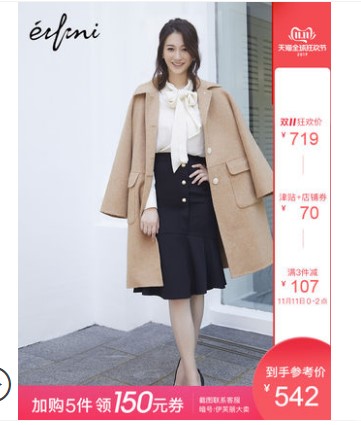 éifini
11.11
天猫全球狂欢节
2017
双11狂欢价
¥719
津贴+店铺券
¥70
满3件减
¥107
11月11日0-2点
到手参考价
¥542
加购5件 领150元券
截图联系客服
暗号:伊芙丽大卖